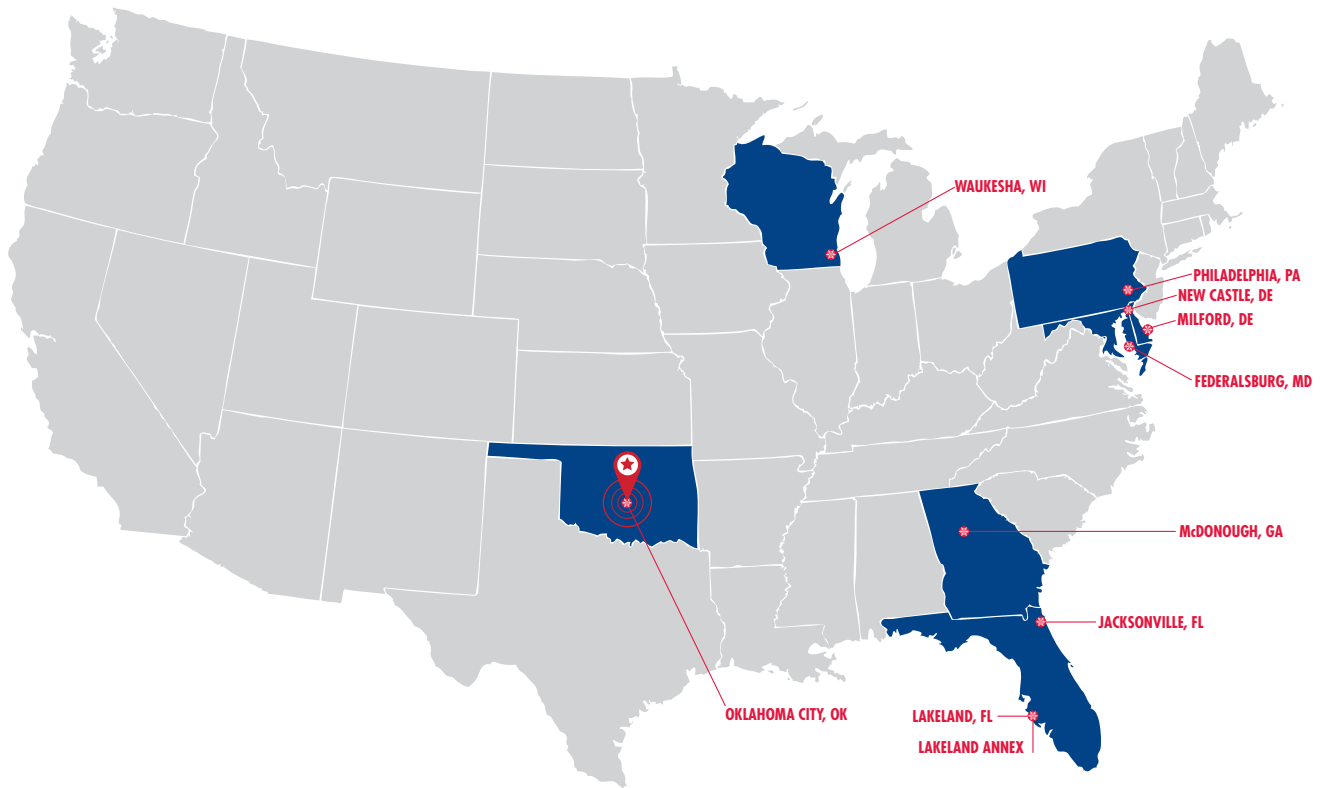 WAUKESHA, WI
PHILADELPHIA, PA
NEW CASTLE, DE
MILFORD, DE
FEDERALSBURG, MD
McDONOUGH, GA
JACKSONVILLE, FL
OKLAHOMA CITY, OK
LAKELAND, FL
LAKELAND ANNEX